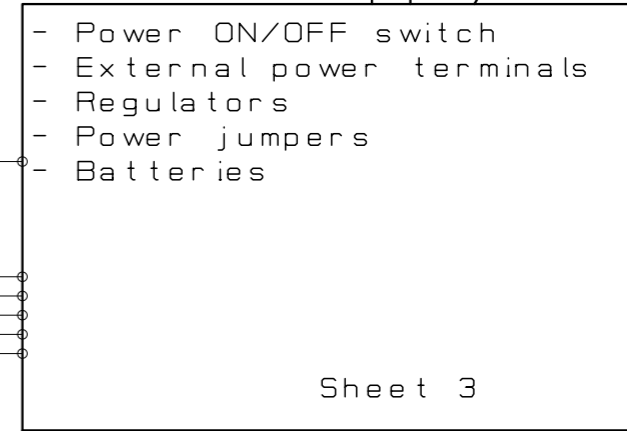 - Power ON/OFF switch
- External power terminals
- Regulators
- Power jumpers
- Batteries
Sheet 3